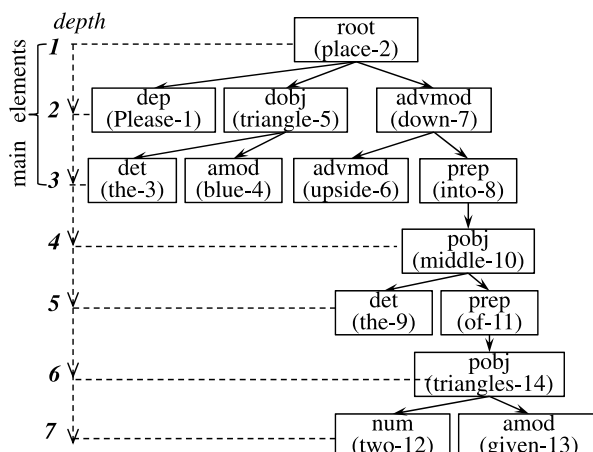 depth
root
1
(place-2)
main elements
dep
dobj
advmod
2
(Please-1)
(triangle-5)
(down-7)
det
amod
advmod
prep
3
(the-3)
(blue-4)
(upside-6)
(into-8)
pobj
4
(middle-10)
det
prep
5
(the-9)
(of-11)
pobj
6
(triangles-14)
num
amod
7
(two-12)
(given-13)